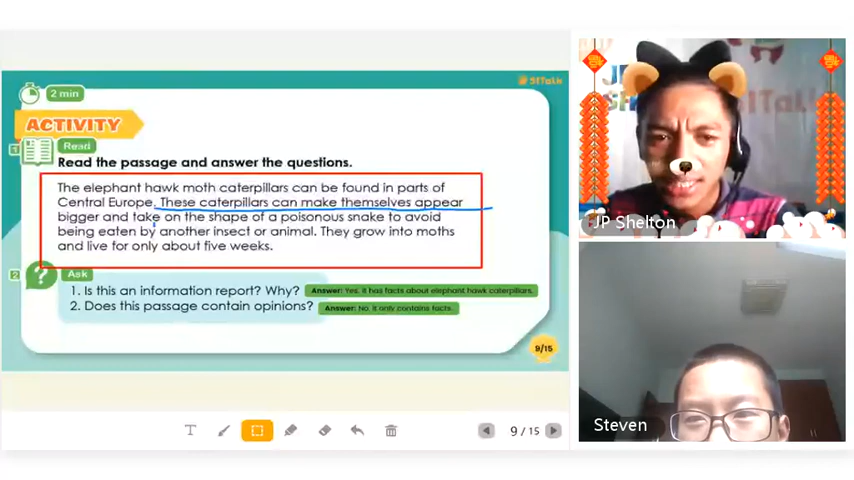 2 min
51Talk
ACTIVITY
1 Read
Read the passage and answer the questions.
The elephant hawk moth caterpillars can be found in parts of
Central Europe. These caterpillars can make themselves appear
bigger and take on the shape of a poisonous snake to avoid
being eaten by another insect or animal. They grow into moths
and live for only about five weeks.
2 ? Ask
1. Is this an information report? Why? Answer: Yes. It has facts about elephant hawk caterpillars.
2. Does this passage contain opinions? Answer: No. It only contains facts.
9/15
T
9 / 15
JP Shelton
Steven